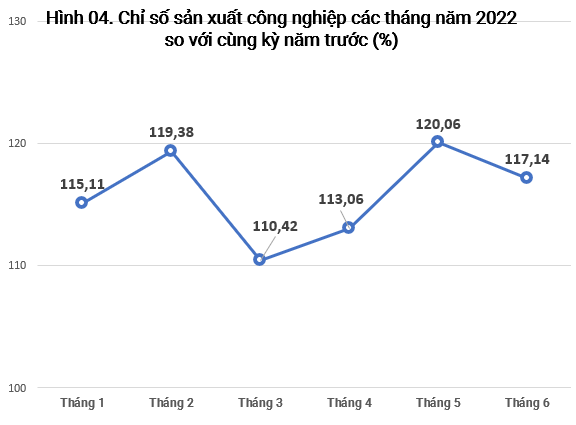 Hình 04. Chỉ số sản xuất công nghiệp các tháng năm 2022
so với cùng kỳ năm trước (%)
130
120
110
100
115,11
119,38
110,42
113,06
120,06
117,14
Tháng 1
Tháng 2
Tháng 3
Tháng 4
Tháng 5
Tháng 6